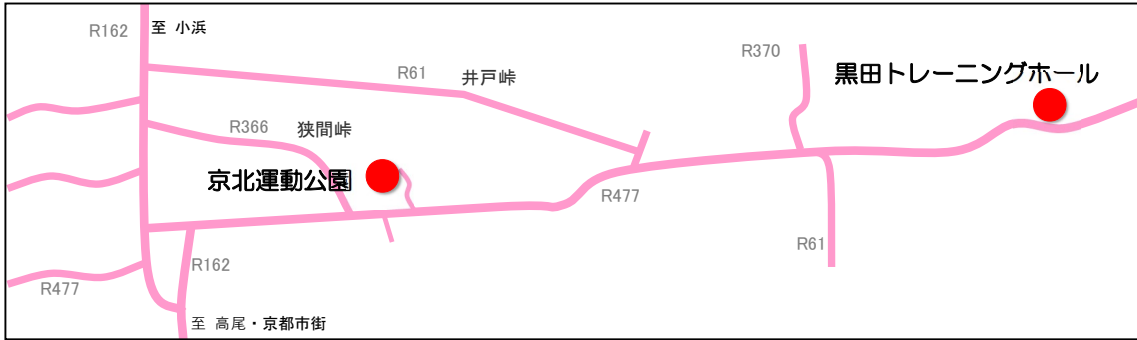 R162
至 小浜
R61
井戸峠
R370
黒田トレーニングホール
R366
狭間峠
京北運動公園
R477
R61
R162
R477
至 高尾・京都市街